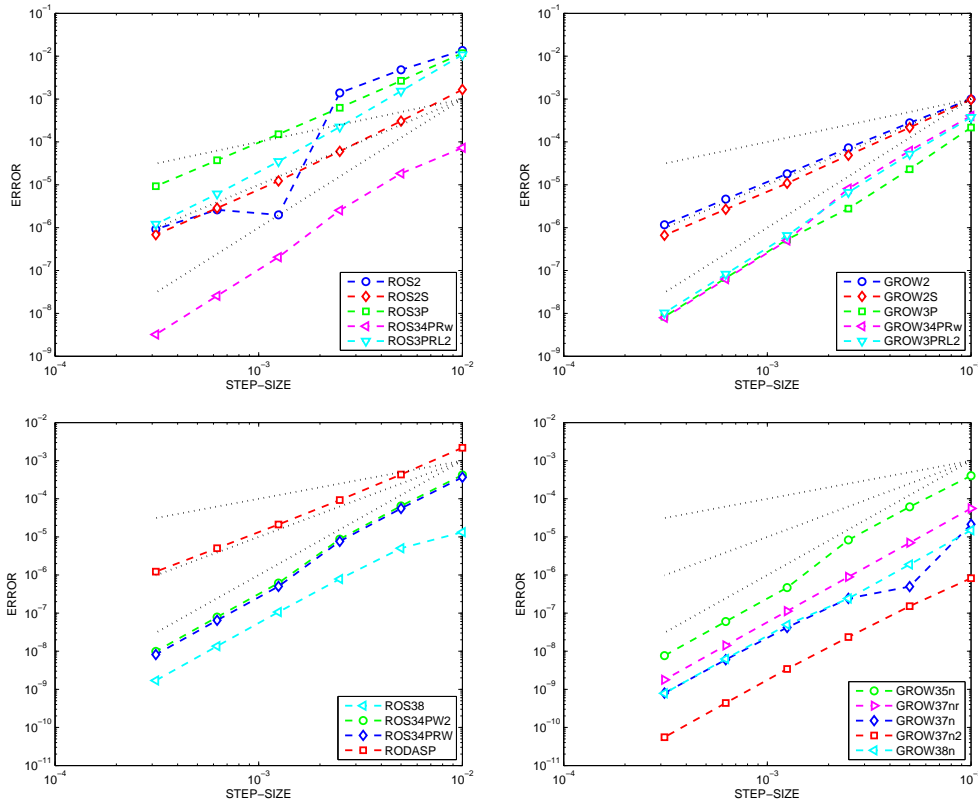 10^-1
10^-2
10^-3
10^-4
10^-5
10^-6
10^-7
10^-8
10^-9
ERROR
10^-4
10^-3
10^-2
STEP-SIZE
ROS2
ROS2S
ROS3P
ROS34PRw
ROS3PRL2
10^-1
10^-2
10^-3
10^-4
10^-5
10^-6
10^-7
10^-8
10^-9
ERROR
10^-4
10^-3
10^-2
STEP-SIZE
GROW2
GROW2S
GROW3P
GROW34PRw
GROW3PRL2
10^-2
10^-3
10^-4
10^-5
10^-6
10^-7
10^-8
10^-9
10^-10
10^-11
ERROR
10^-4
10^-3
10^-2
STEP-SIZE
ROS38
ROS34PW2
ROS34PRW
RODASP
10^-2
10^-3
10^-4
10^-5
10^-6
10^-7
10^-8
10^-9
10^-10
10^-11
ERROR
10^-4
10^-3
10^-2
STEP-SIZE
GROW35n
GROW37nr
GROW37n
GROW37n2
GROW38n